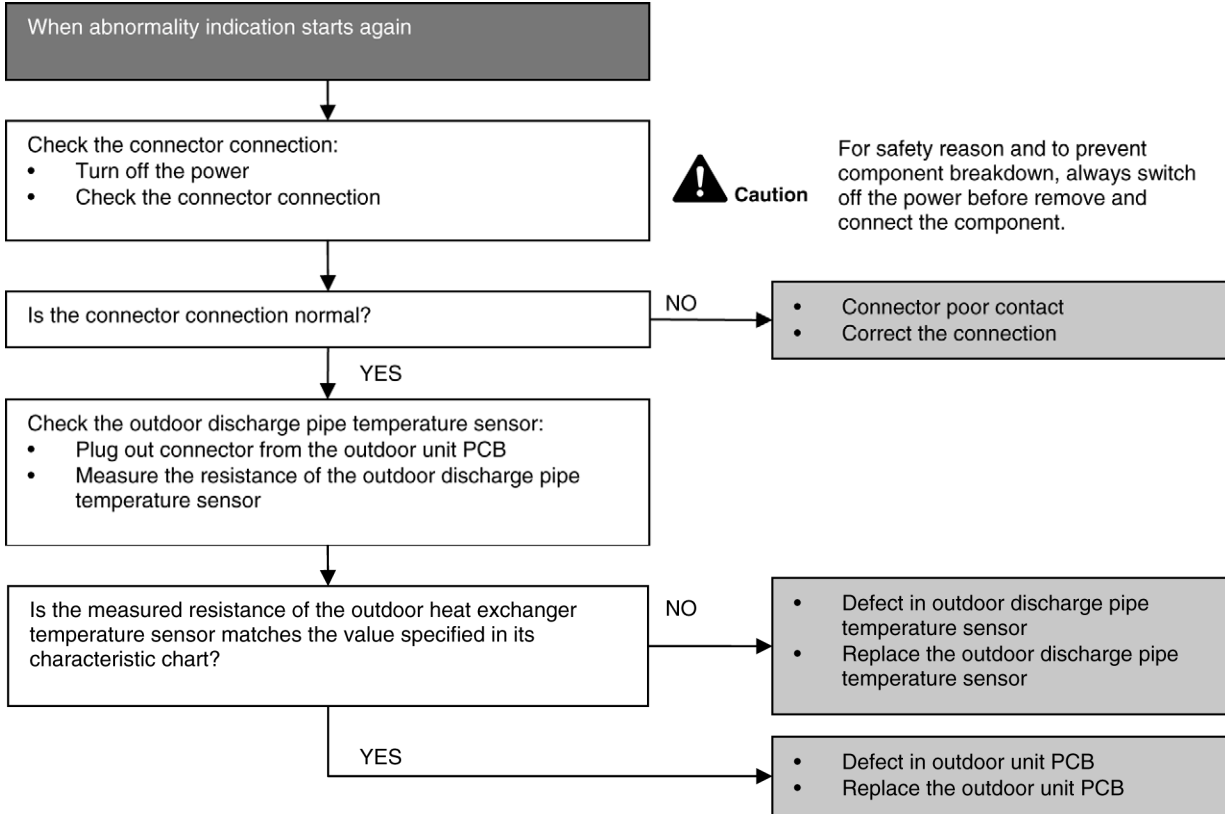 When abnormality indication starts again
Check the connector connection:
• Turn off the power
• Check the connector connection
Caution
For safety reason and to prevent
component breakdown, always switch
off the power before remove and
connect the component.
Is the connector connection normal?
NO
• Connector poor contact
• Correct the connection
YES
Check the outdoor discharge pipe temperature sensor:
• Plug out connector from the outdoor unit PCB
• Measure the resistance of the outdoor discharge pipe
temperature sensor
Is the measured resistance of the outdoor heat exchanger
temperature sensor matches the value specified in its
characteristic chart?
NO
• Defect in outdoor discharge pipe
temperature sensor
• Replace the outdoor discharge pipe
temperature sensor
YES
• Defect in outdoor unit PCB
• Replace the outdoor unit PCB